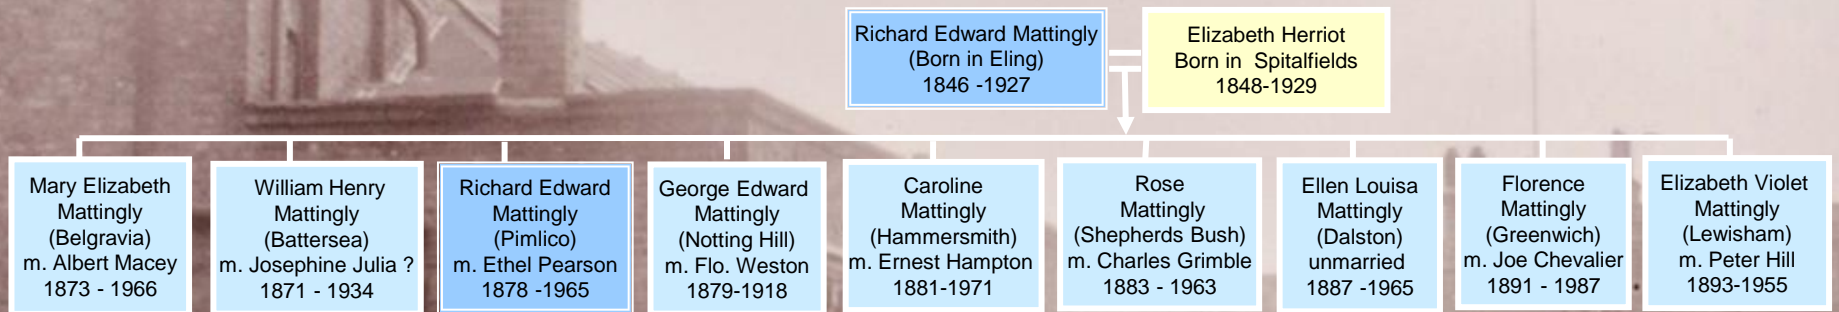 Richard Edward Mattingly
(Born in Eling)
1846 -1927
Elizabeth Herriot
Born in Spitalfields
1848-1929
Mary Elizabeth
Mattingly
(Belgravia)
m. Albert Macey
1873 - 1966
William Henry
Mattingly
(Battersea)
m. Josephine Julia ?
1871 - 1934
Richard Edward
Mattingly
(Pimlico)
m. Ethel Pearson
1878 -1965
George Edward
Mattingly
(Notting Hill)
m. Flo. Weston
1879-1918
Caroline
Mattingly
(Hammersmith)
m. Ernest Hampton
1881-1971
Rose
Mattingly
(Shepherds Bush)
m. Charles Grimble
1883 - 1963
Ellen Louisa
Mattingly
(Dalston)
unmarried
1887 -1965
Florence
Mattingly
(Greenwich)
m. Joe Chevalier
1891 - 1987
Elizabeth Violet
Mattingly
(Lewisham)
m. Peter Hill
1893-1955